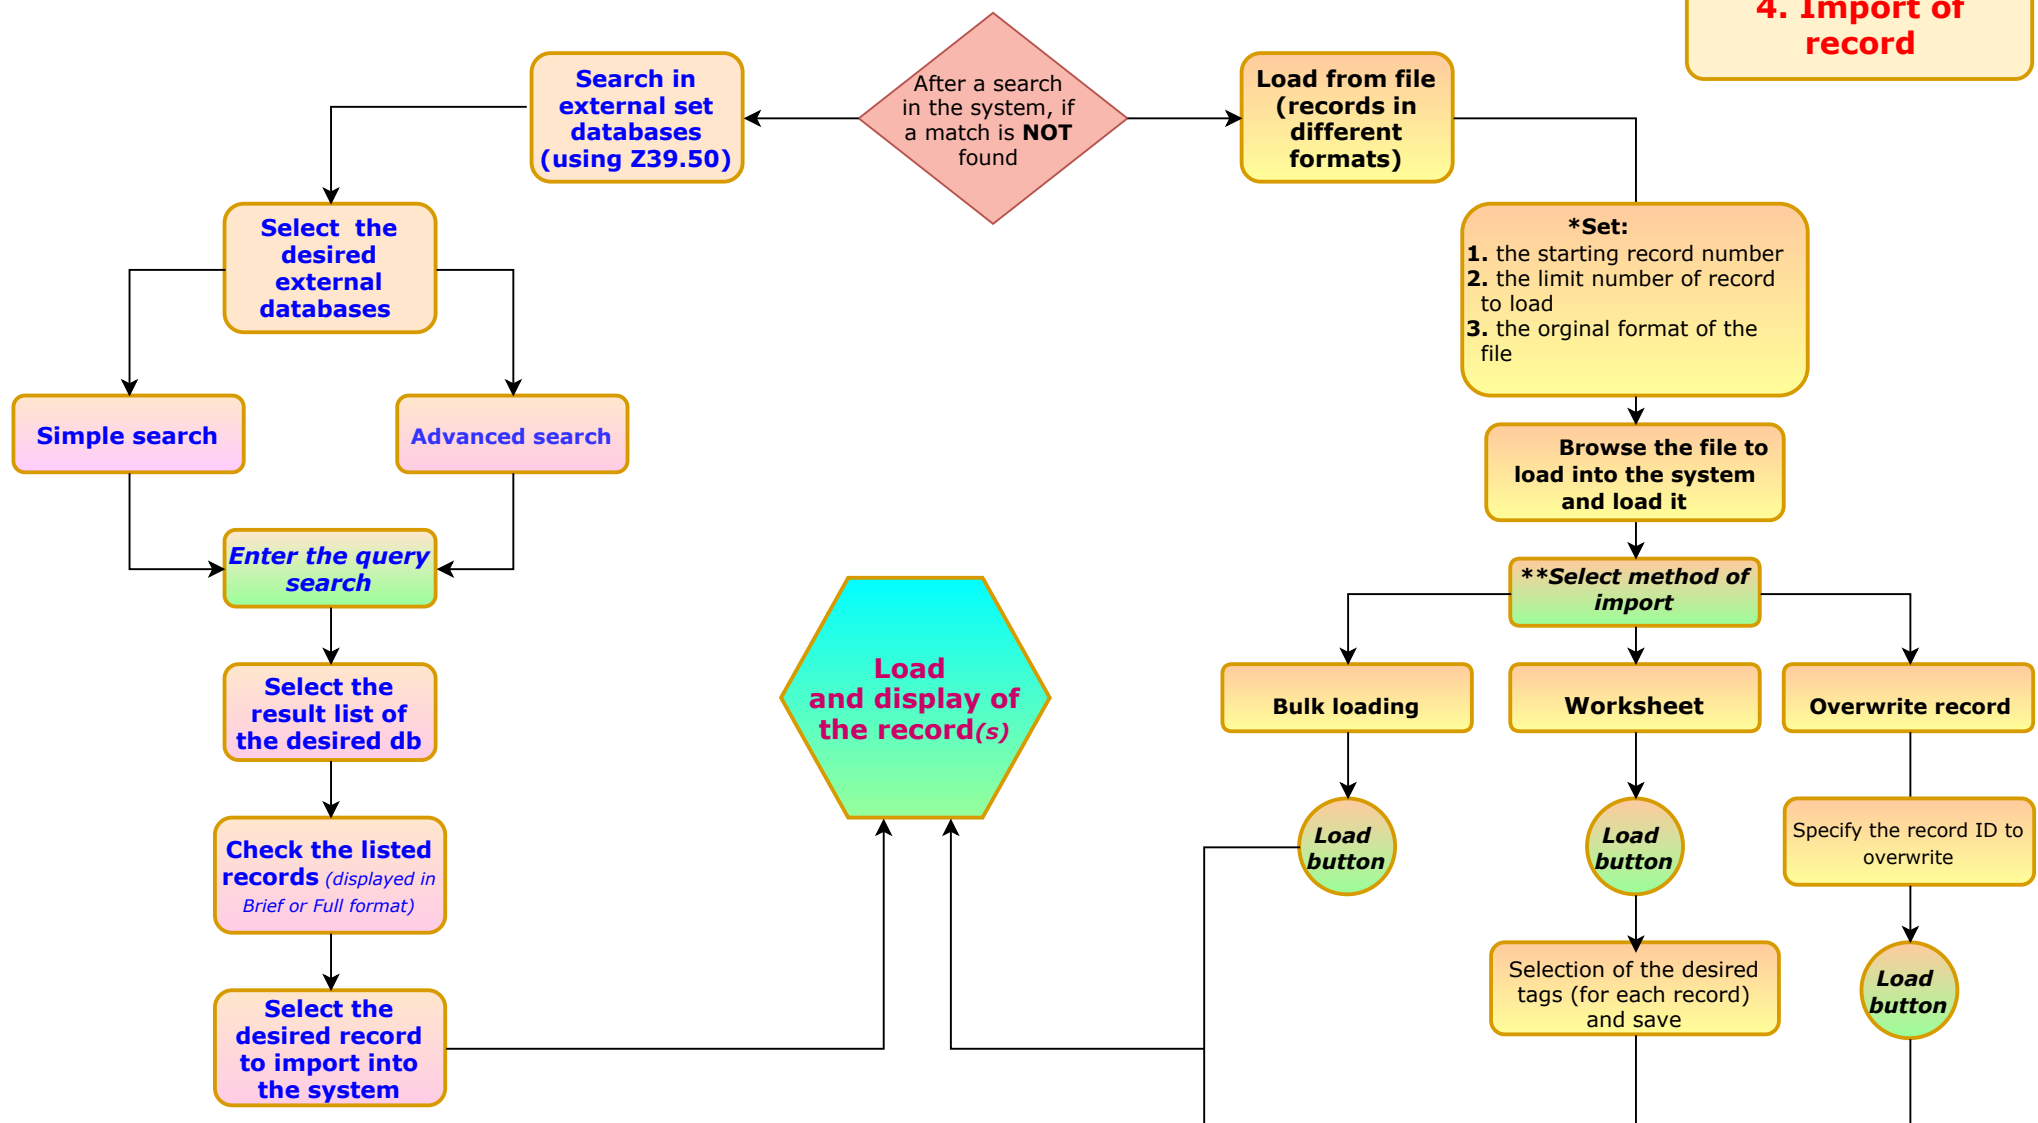 4. Import of
record
After a search
in the system, if
a match is NOT
found
Search in
external set
databases
(using Z39.50)
Load from file
(records in
different
formats)
Select the
desired
external
databases
*Set:
1. the starting record number
2. the limit number of record
to load
3. the orginal format of the
file
Simple search
Advanced search
Browse the file to
load into the system
and load it
Enter the query
search
**Select method of
import
Select the
result list of
the desired db
Load
and display of
the record(s)
Bulk loading
Worksheet
Overwrite record
Check the listed
records (displayed in
Brief or Full format)
Load
button
Load
button
Specify the record ID to
overwrite
Select the
desired record
to import into
the system
Selection of the desired
tags (for each record)
and save
Load
button